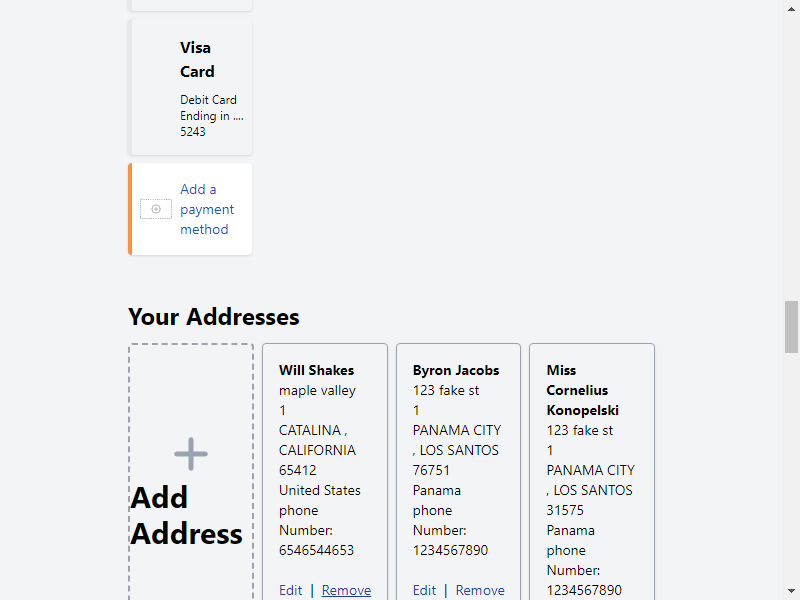 Visa
Card
Debit Card
Ending in ....
5243
Add a
payment
method
Your Addresses
Add
Address
Will Shakes
maple valley
1
CATALINA ,
CALIFORNIA
65412
United States
phone
Number:
6546544653
Edit | Remove
Byron Jacobs
123 fake st
1
PANAMA CITY
, LOS SANTOS
76751
Panama
phone
Number:
1234567890
Edit | Remove
Miss
Cornelius
Konopelski
123 fake st
1
PANAMA CITY
, LOS SANTOS
31575
Panama
phone
Number:
1234567890